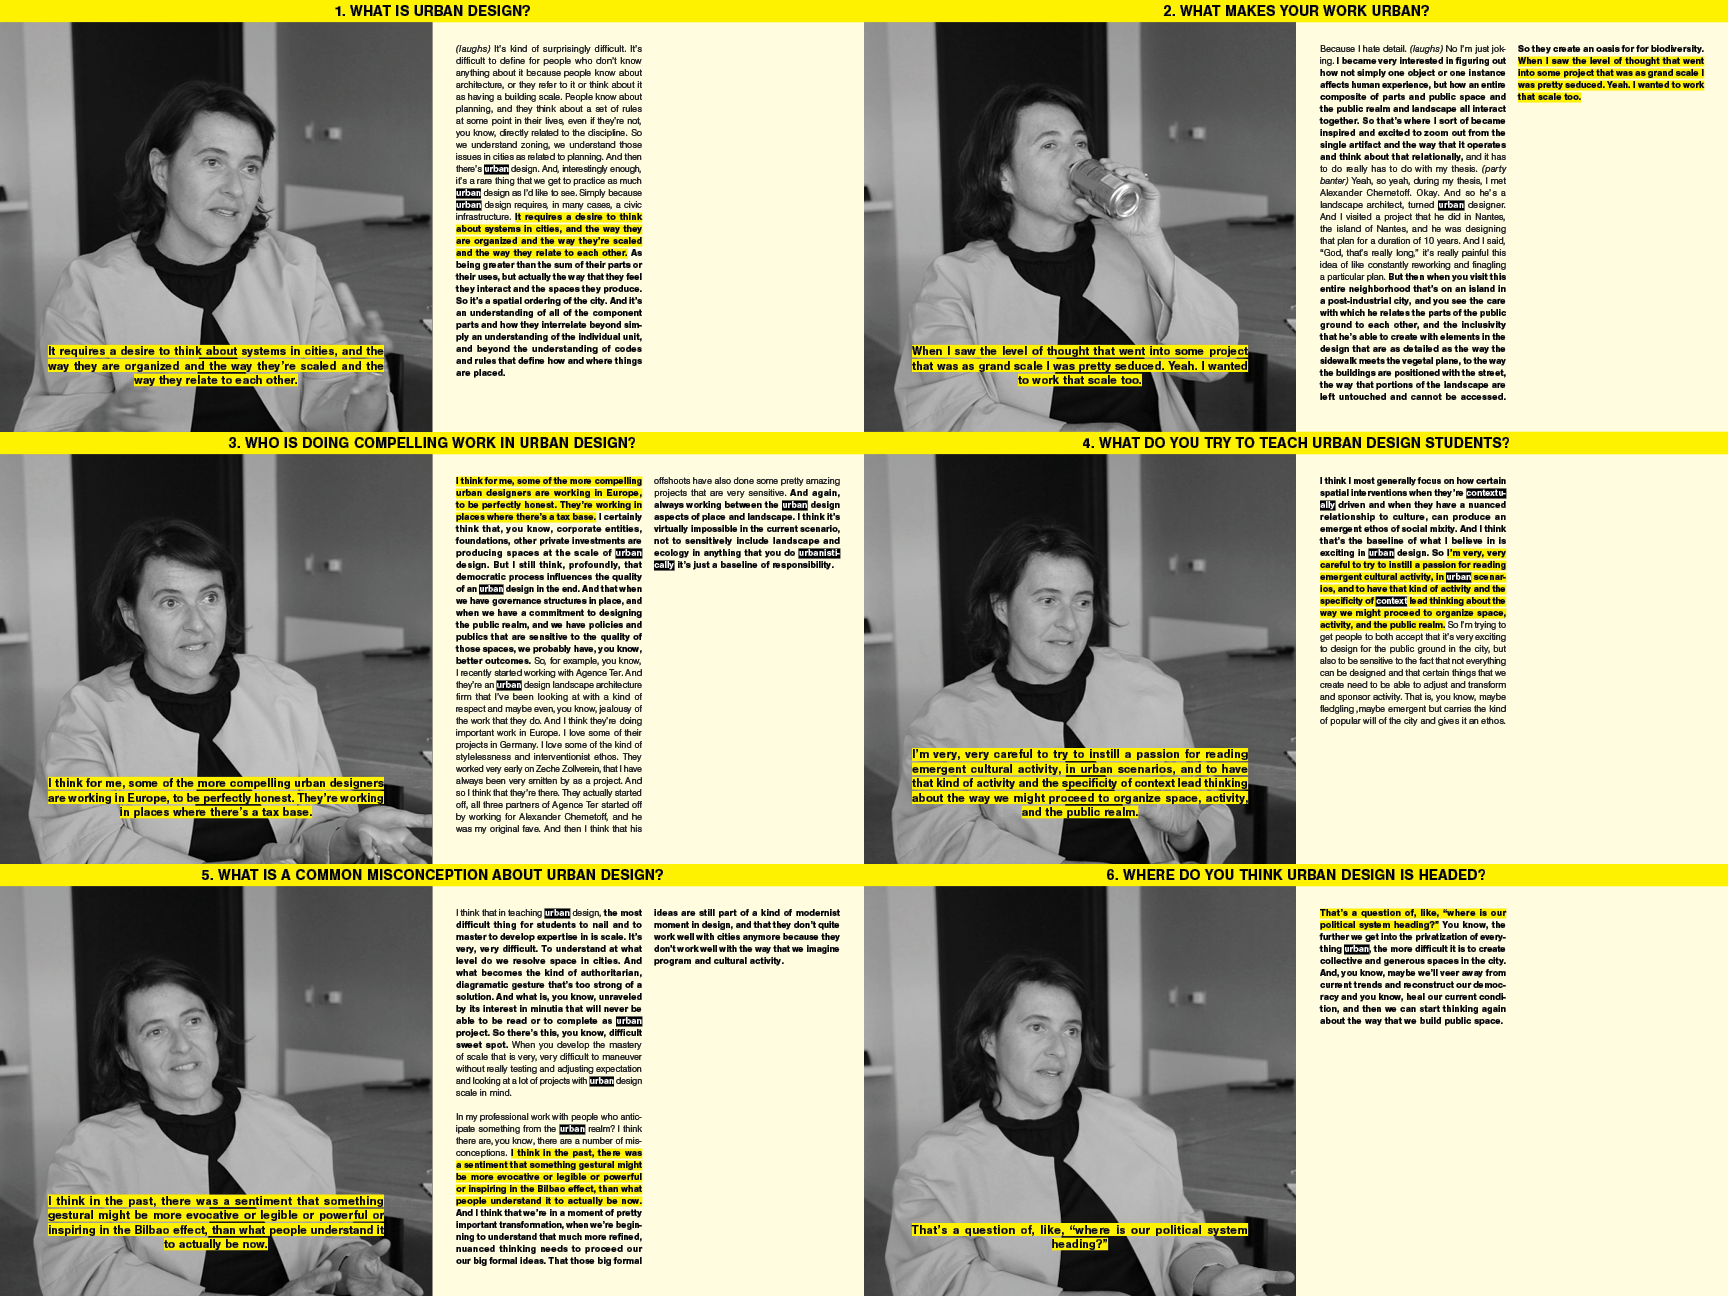 1. WHAT IS URBAN DESIGN?
It requires a desire to think about systems in cities, and the
way they are organized and the way they're scaled and the
way they relate to each other.
(laughs) It's kind of surprisingly difficult. It's
difficult to define for people who don't know
anything about it because people know about
architecture, or they refer to it or think about it
as having a building scale. People know about
planning, and they think about a set of rules
at some point in their lives, even if they're not,
you know, directly related to the discipline. So
we understand zoning, we understand those
issues in cities as related to planning. And then
there's urban design. And, interestingly enough,
it's a rare thing that we get to practice as much
urban design as I'd like to see. Simply because
urban design requires, in many cases, a civic
infrastructure. It requires a desire to think
about systems in cities, and the way they
are organized and the way they're scaled
and the way they relate to each other. As
being greater than the sum of their parts or
their uses, but actually the way that they feel
they interact and the spaces they produce.
So it's a spatial ordering of the city. And it's
an understanding of all of the component
parts and how they interrelate beyond sim-
ply an understanding of the individual unit,
and beyond the understanding of codes
and rules that define how and where things
are placed.
2. WHAT MAKES YOUR WORK URBAN?
When I saw the level of thought that went into some project
that was as grand scale I was pretty seduced. Yeah. I wanted
to work that scale too.
Because I hate detail. (laughs) No I'm just jok-
ing. I became very interested in figuring out
how not simply one object or one instance
affects human experience, but how an entire
composite of parts and public space and
the public realm and landscape all interact
together. So that's where I sort of became
inspired and excited to zoom out from the
single artifact and the way that it operates
and think about that relationally, and it has
to do really has to do with my thesis. (party
banter) Yeah, so yeah, during my thesis, I met
Alexander Chemetoff. Okay. And so he's a
landscape architect, turned urban designer.
And I visited a project that he did in Nantes,
the island of Nantes, and he was designing
that plan for a duration of 10 years. And I said,
"God, that's really long," it's really painful this
idea of like constantly reworking and finagling
a particular plan. But then when you visit this
entire neighborhood that's on an island in
a post-industrial city, and you see the care
with which he relates the parts of the public
ground to each other, and the inclusivity
that he's able to create with elements in the
design that are as detailed as the way the
sidewalk meets the vegetal plane, to the way
the buildings are positioned with the street,
the way that portions of the landscape are
left untouched and cannot be accessed.
So they create an oasis for for biodiversity.
When I saw the level of thought that went
into some project that was as grand scale I
was pretty seduced. Yeah. I wanted to work
that scale too.
3. WHO IS DOING COMPELLING WORK IN URBAN DESIGN?
I think for me, some of the more compelling urban designers
are working in Europe, to be perfectly honest. They're working
in places where there's a tax base.
I think for me, some of the more compelling
urban designers are working in Europe,
to be perfectly honest. They're working in
places where there's a tax base. I certainly
think that, you know, corporate entities,
foundations, other private investments are
producing spaces at the scale of urban
design. But I still think, profoundly, that
democratic process influences the quality
of an urban design in the end. And that when
we have governance structures in place, and
when we have a commitment to designing
the public realm, and we have policies and
publics that are sensitive to the quality of
those spaces, we probably have, you know,
better outcomes. So, for example, you know,
I recently started working with Agence Ter. And
they're an urban design landscape architecture
firm that I've been looking at with a kind of
respect and maybe even, you know, jealousy of
the work that they do. And I think they're doing
important work in Europe. I love some of their
projects in Germany. I love some of the kind of
stylelessness and interventionist ethos. They
worked very early on Zeche Zollverein, that I have
always been very smitten by as a project. And
so I think that they're there. They actually started
off, all three partners of Agence Ter started off
by working for Alexander Chemetoff, and he
was my original fave. And then I think that his
offshoots have also done some pretty amazing
projects that are very sensitive. And again,
always working between the urban design
aspects of place and landscape. I think it's
virtually impossible in the current scenario,
not to sensitively include landscape and
ecology in anything that you do urbanisti-
cally it's just a baseline of responsibility.
4. WHAT DO YOU TRY TO TEACH URBAN DESIGN STUDENTS?
I'm very, very careful to try to instill a passion for reading
emergent cultural activity, in urban scenarios, and to have
that kind of activity and the specificity of context lead thinking
about the way we might proceed to organize space, activity,
and the public realm.
I think I most generally focus on how certain
spatial interventions when they're contextu-
ally driven and when they have a nuanced
relationship to culture, can produce an
emergent ethos of social mixity. And I think
that's the baseline of what I believe in is
exciting in urban design. So I'm very, very
careful to try to instill a passion for reading
emergent cultural activity, in urban scenar-
ios, and to have that kind of activity and the
specificity of context lead thinking about the
way we might proceed to organize space,
activity, and the public realm. So I'm trying to
get people to both accept that it's very exciting
to design for the public ground in the city, but
also to be sensitive to the fact that not everything
can be designed and that certain things that we
create need to be able to adjust and transform
and sponsor activity. That is, you know, maybe
fledgling ,maybe emergent but carries the kind
of popular will of the city and gives it an ethos.
5. WHAT IS A COMMON MISCONCEPTION ABOUT URBAN DESIGN?
I think in the past, there was a sentiment that something
gestural might be more evocative or legible or powerful or
inspiring in the Bilbao effect, than what people understand it
to actually be now.
I think that in teaching urban design, the most
difficult thing for students to nail and to
master to develop expertise in is scale. It's
very, very difficult. To understand at what
level do we resolve space in cities. And
what becomes the kind of authoritarian,
diagramatic gesture that's too strong of a
solution. And what is, you know, unraveled
by its interest in minutia that will never be
able to be read or to complete as urban
project. So there's this, you know, difficult
sweet spot. When you develop the mastery
of scale that is very, very difficult to maneuver
without really testing and adjusting expectation
and looking at a lot of projects with urban design
scale in mind.
In my professional work with people who antic-
ipate something from the urban realm? I think
there are, you know, there are a number of mis-
conceptions. I think in the past, there was
a sentiment that something gestural might
be more evocative or legible or powerful
or inspiring in the Bilbao effect, than what
people understand it to actually be now.
And I think that we're in a moment of pretty
important transformation, when we're begin-
ning to understand that much more refined,
nuanced thinking needs to proceed our
our big formal ideas. That those big formal
ideas are still part of a kind of modernist
moment in design, and that they don't quite
work well with cities anymore because they
don't work well with the way that we imagine
program and cultural activity.
6. WHERE DO YOU THINK URBAN DESIGN IS HEADED?
That's a question of, like, "where is our political system
heading?"
That's a question of, like, "where is our
political system heading?" You know, the
further we get into the privatization of every-
thing urban, the more difficult it is to create
collective and generous spaces in the city.
And, you know, maybe we'll veer away from
current trends and reconstruct our democ-
racy and you know, heal our current condi-
tion, and then we can start thinking again
about the way that we build public space.